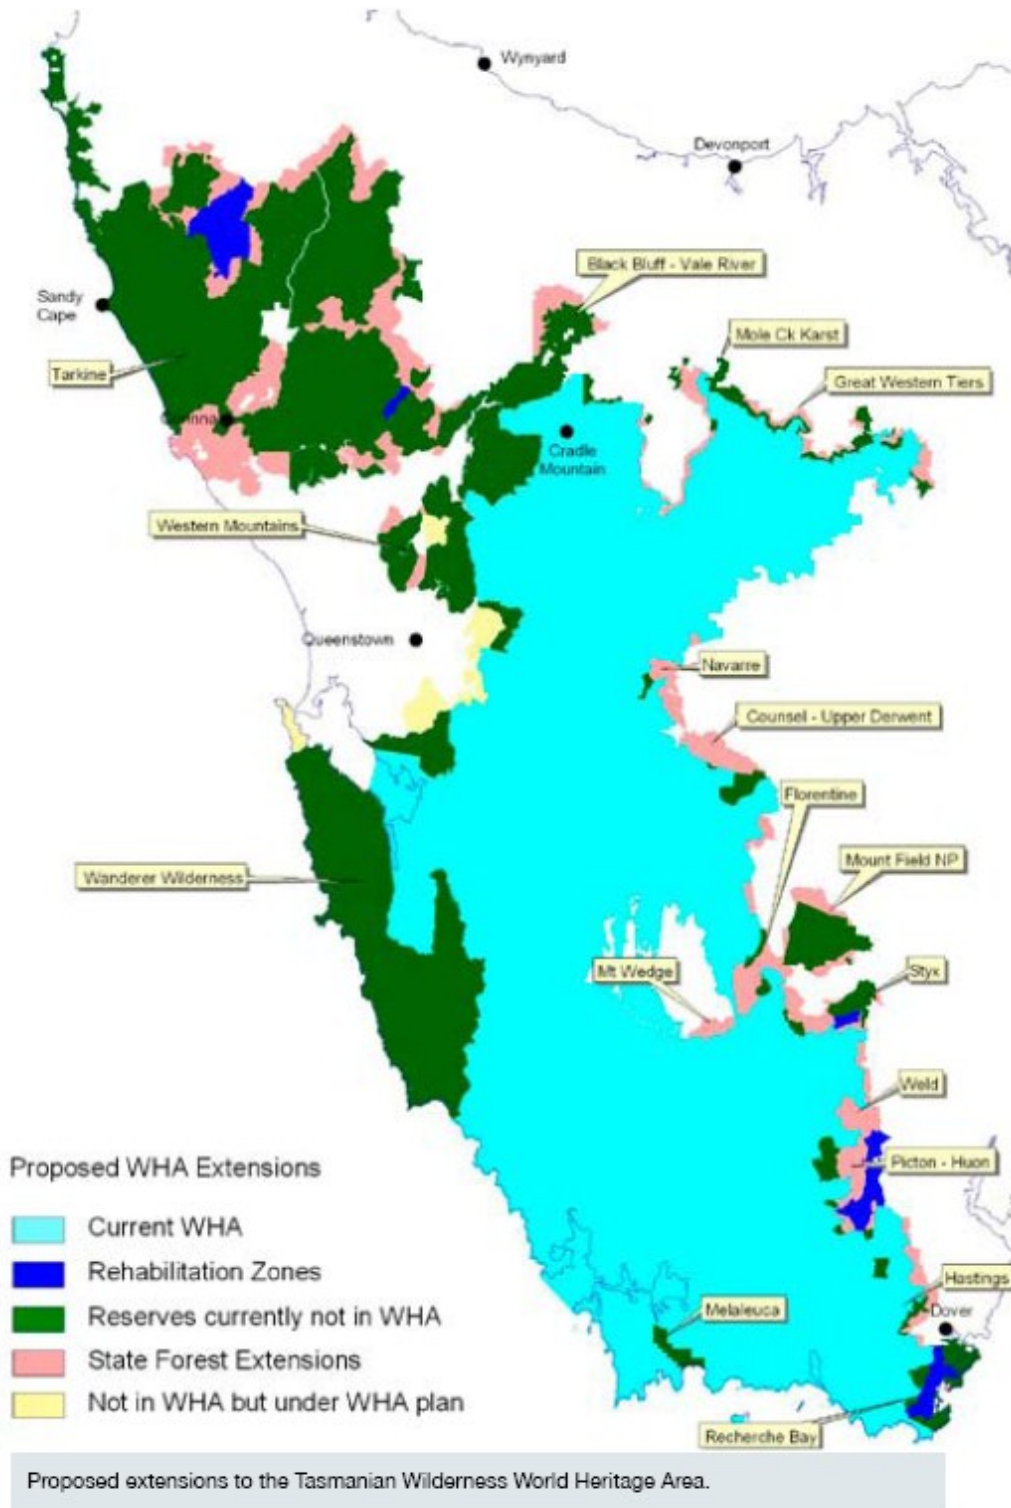 Wynyard
Devonport
Black Bluff - Vale River
Sandy
Cape
Mole Ck Karst
Tarkine
Great Western Tiers
Corinna
Cradle
Mountain
Western Mountains
Queenstown
Navarre
Counsel - Upper Derwent
Florentine
Mount Field NP
Wanderer Wilderness
Mt Wedge
Styx
Weld
Proposed WHA Extensions
Picton - Huon
Current WHA
Rehabilitation Zones
Hastings
Reserves currently not in WHA
Melaleuca
Dover
State Forest Extensions
Not in WHA but under WHA plan
Recherche Bay
Proposed extensions to the Tasmanian Wilderness World Heritage Area.